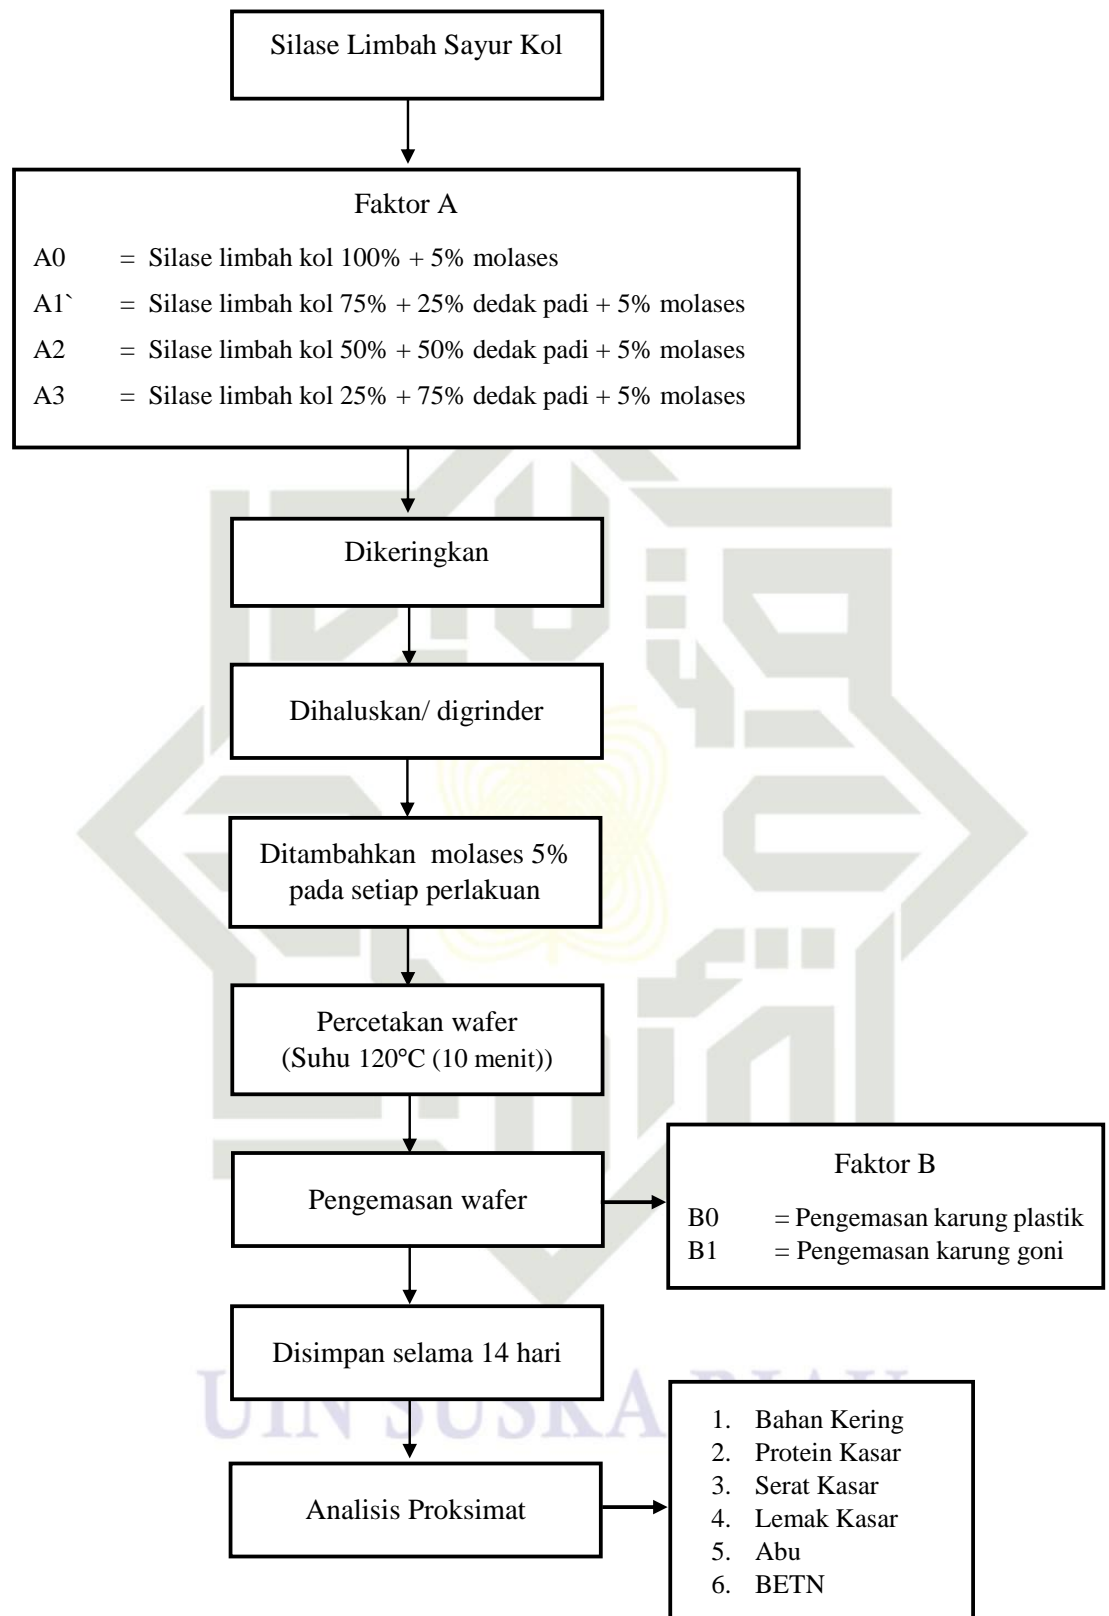 Silase Limbah Sayur Kol
Faktor A
A0 = Silase limbah kol 100% + 5% molases
A1` = Silase limbah kol 75% + 25% dedak padi + 5% molases
A2 = Silase limbah kol 50% + 50% dedak padi + 5% molases
A3 = Silase limbah kol 25% + 75% dedak padi + 5% molases
Dikeringkan
Dihaluskan/ digrinder
Ditambahkan molases 5%
pada setiap perlakuan
Percetakan wafer
(Suhu 120°C (10 menit))
Pengemasan wafer
Faktor B
B0 = Pengemasan karung plastik
B1 = Pengemasan karung goni
Disimpan selama 14 hari
UIN SUSKA RIAU
Analisis Proksimat
1. Bahan Kering
2. Protein Kasar
3. Serat Kasar
4. Lemak Kasar
5. Abu
6. BETN